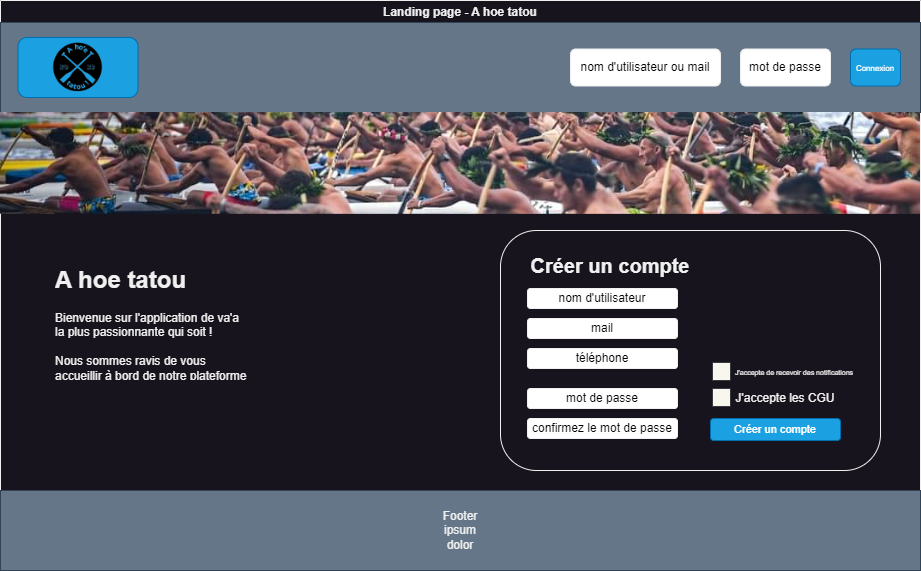 Landing page - A hoe tatou
A ho'e
tatou !
nom d'utilisateur ou mail
mot de passe
Connexion
A hoe tatou
Bienvenue sur l'application de va'a
la plus passionnante qui soit !
Nous sommes ravis de vous
accueillir à bord de notre plateforme
Créer un compte
nom d'utilisateur
mail
téléphone
mot de passe
confirmez le mot de passe
J'accepte de recevoir des notifications
J'accepte les CGU
Créer un compte
Footer
ipsum
dolor